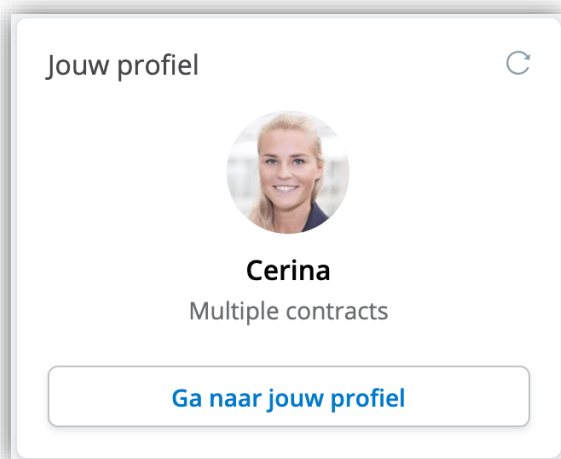 Jouw profiel
Cerina
Multiple contracts
Ga naar jouw profiel